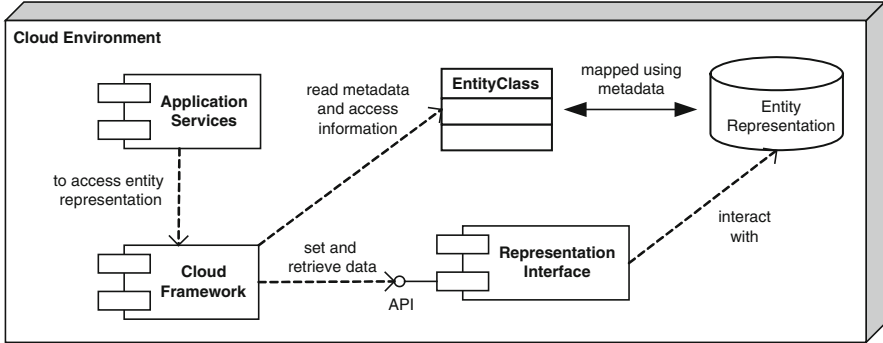 Cloud Environment
Application
Services
read metadata
and access
information
EntityClass
mapped using
metadata
Entity
Representation
to access entity
representation
Cloud
Framework
set and
retrieve data
API
Representation
Interface
interact
with